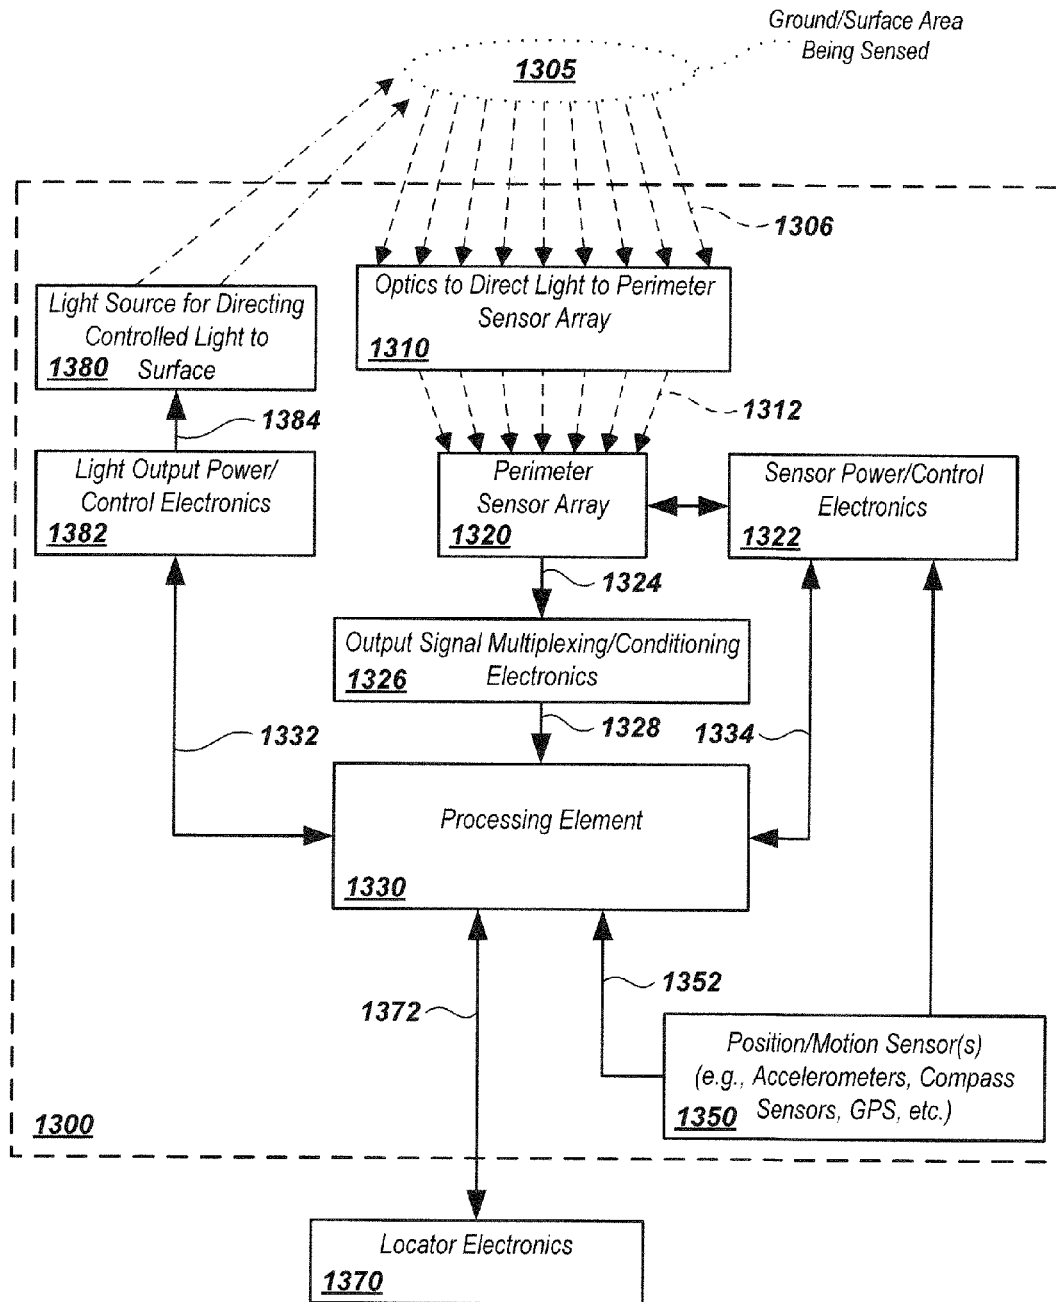 Ground/Surface Area
Being Sensed
1305
1306
Optics to Direct Light to Perimeter
Sensor Array
1310
Light Source for Directing
Controlled Light to
Surface
1380
1312
1384
Light Output Power/
Control Electronics
1382
Perimeter
Sensor Array
1320
Sensor Power/Control
Electronics
1322
1324
Output Signal Multiplexing/Conditioning
Electronics
1326
1332
1328
1334
Processing Element
1330
1372
1352
Position/Motion Sensor(s)
(e.g., Accelerometers, Compass
Sensors, GPS, etc.)
1350
1300
Locator Electronics
1370